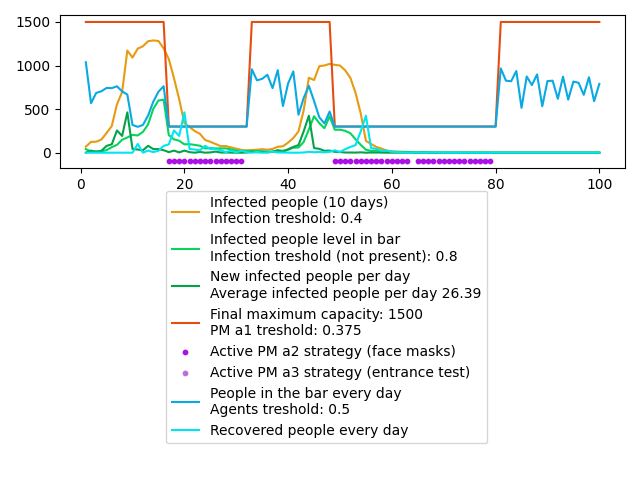 1500
1000
500
0
0 20 40 60 80 100
Infected people (10 days)
Infection treshold: 0.4
Infected people level in bar
Infection treshold (not present): 0.8
New infected people per day
Average infected people per day 26.39
Final maximum capacity: 1500
PM a1 treshold: 0.375
Active PM a2 strategy (face masks)
Active PM a3 strategy (entrance test)
People in the bar every day
Agents treshold: 0.5
Recovered people every day